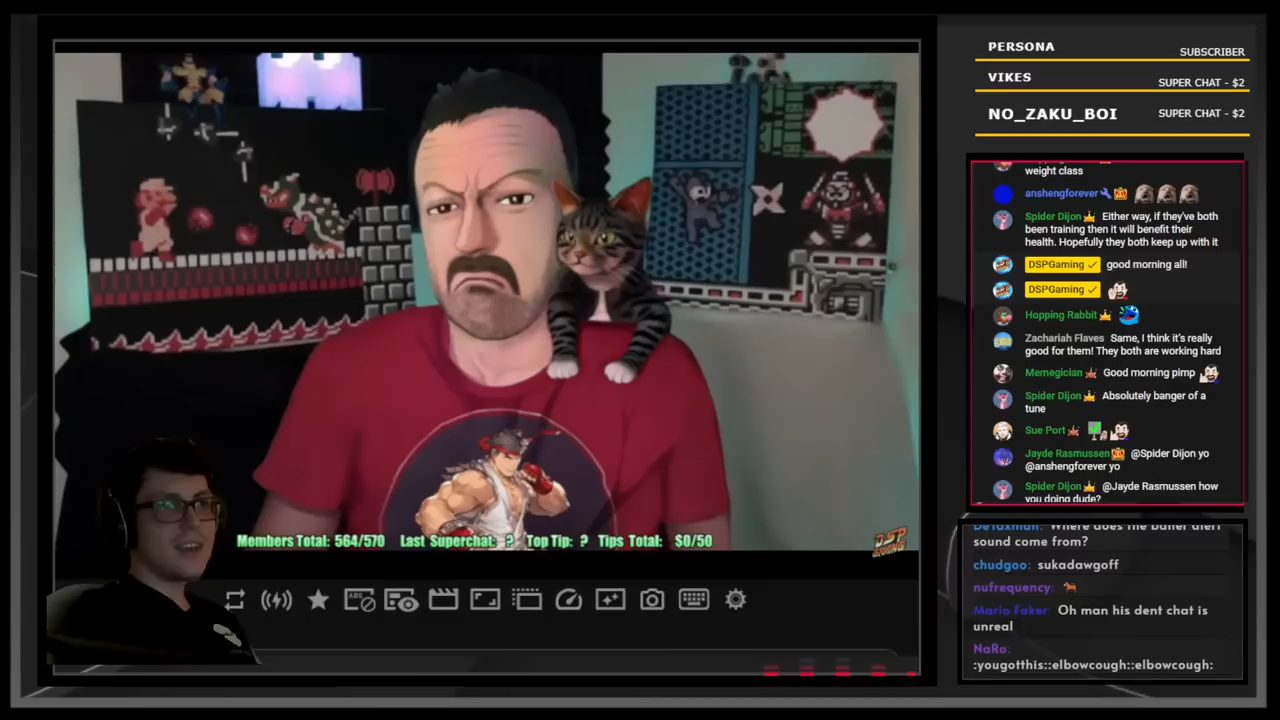 PERSONA
SUBSCRIBER
VIKES
SUPER CHAT - $2
NO_ZAKU_BOI
SUPER CHAT - $2
weight class
anshengforever
Spider Dijon Either way, if they've both
been training then it will benefit their
health. Hopefully they both keep up with it
DSPGaming good morning all!
DSPGaming
Hopping Rabbit
Zachariah Flaves Same, I think it's really
good for them! They both are working hard
Memegician Good morning pimp
Spider Dijon Absolutely banger of a
tune
Sue Port
Jayde Rasmussen @Spider Dijon yo
@anshengforever yo
Spider Dijon @Jayde Rasmussen how
you doing dude?
Where does the bullet alert
sound come from?
chudgoo: sukadawgoff
nufrequency:
Mario faker: Oh man his dent chat is
unreal
NaRo:
:yougotthis::elbowcough::elbowcough:
Members Total: 564/570 Last Superchat: ? Top Tip: ? Tips Total: $0/50
DSP
GAMING
ABC